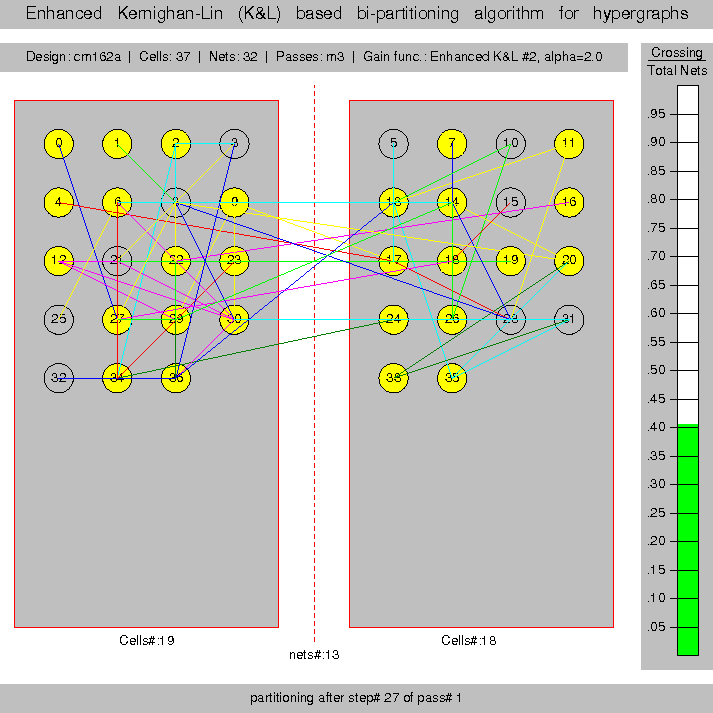 Enhanced Kernighan-Lin (K&L) based bi-partitioning algorithm for hypergraphs
Design: cm162a | Cells: 37 | Nets: 32 | Passes: m3 | Gain func.: Enhanced K&L #2, alpha=2.0
Crossing
Total Nets
0 1 2 3 5 7 10 11
4 6 8 9 13 14 15 16
12 21 22 23 17 18 19 20
25 27 29 30 24 26 28 31
32 34 36 33 35
.95
.90
.85
.80
.75
.70
.65
.60
.55
.50
.45
.40
.35
.30
.25
.20
.15
.10
.05
Cells#:19
Cells#:18
nets#:13
partitioning after step# 27 of pass# 1